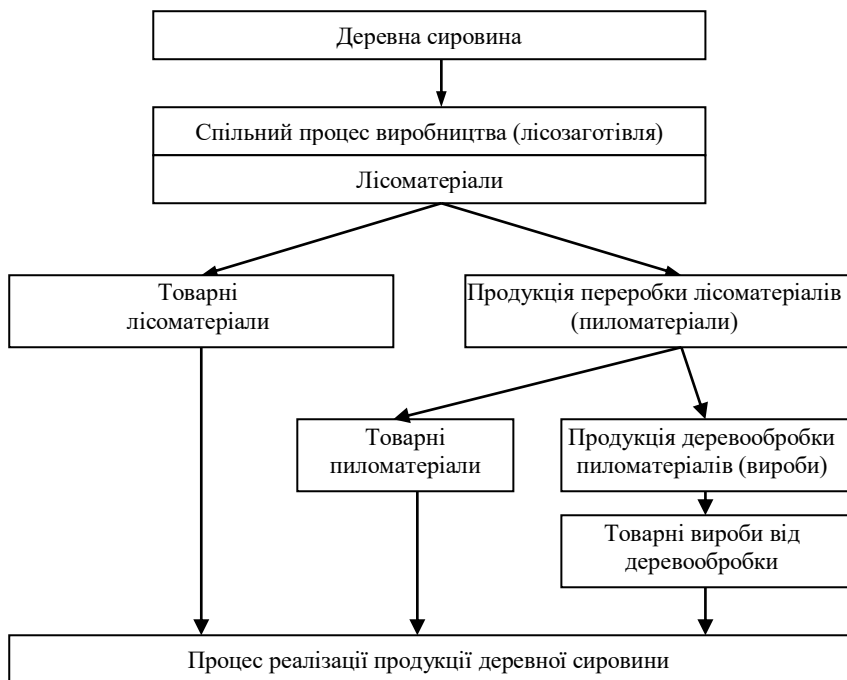 Деревна сировина
Спільний процес виробництва (лісозаготівля)
Лісоматеріали
Товарні
лісоматеріали
Продукція переробки лісоматеріалів
(пиломатеріали)
Товарні
пиломатеріали
Продукція деревообробки
пиломатеріалів (вироби)
Товарні вироби від
деревообробки
Процес реалізації продукції деревної сировини